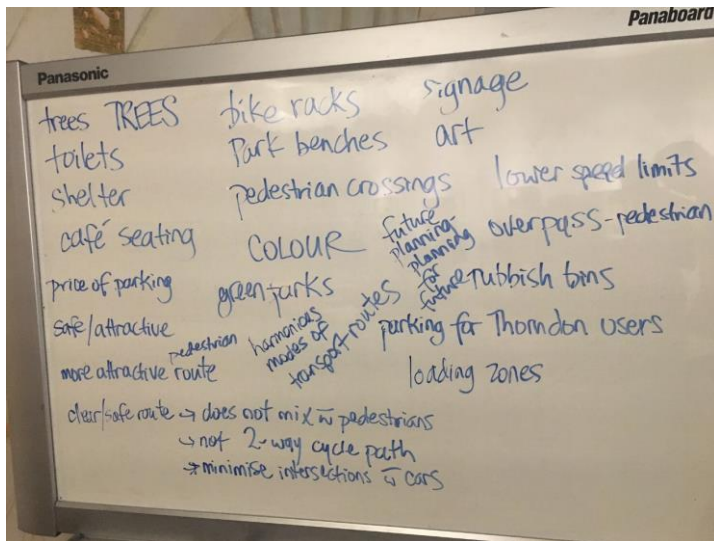 Panaboard
Panasonic
trees TREES
toilets
shelter
café seating
price of parking
safe/attractive
more attractive pedestrian route
bike racks
Park benches
pedestrian crossings
COLOUR
green parks
harmonious
modes of
transport routes
signage
art
lower speed limits
future
planning-
planning
for
future
overpass-pedestrian
rubbish bins
parking for Thorndon users
loading zones
clear/safe route → does not mix w̄ pedestrians
→ not 2-way cycle path
→ minimise intersections w̄ cars